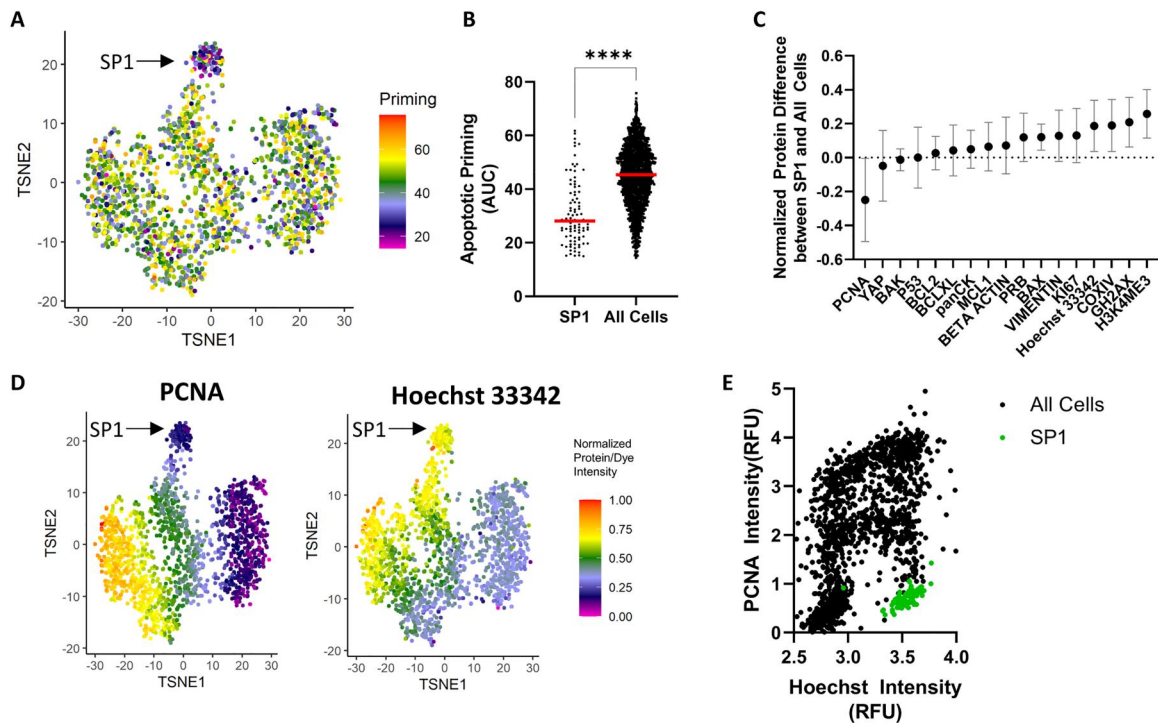 A
SP1
20
10
0
-10
-20
TSNE2
-30
-20
-10
0
10
20
30
TSNE1
Priming
70
60
50
40
30
20
B
****
80
60
40
20
0
Apoptotic Priming
(AUC)
SP1
All Cells
C
Normalized Protein Difference
between SP1 and All Cells
0.6
0.4
0.2
0.0
-0.2
-0.4
-0.6
PCNA
YAP
BAK
P53
BCL2
BCLXL
panCK
MCL1
BETA ACTIN
PRB
BAX
VIMENTIN
KI67
Hoechst 33342
COXIV
GH2AX
H3K4ME3
D
PCNA
SP1
20
10
0
-10
-20
TSNE2
-30
-20
-10
0
10
20
30
TSNE1
Hoechst 33342
SP1
20
10
0
-10
-20
TSNE2
-30
-20
-10
0
10
20
30
TSNE1
Normalized
Protein/Dye
Intensity
1.00
0.75
0.50
0.25
0.00
E
All Cells
SP1
PCNA Intensity(RFU)
5
4
3
2
1
0
2.5
3.0
3.5
4.0
Hoechst Intensity
(RFU)